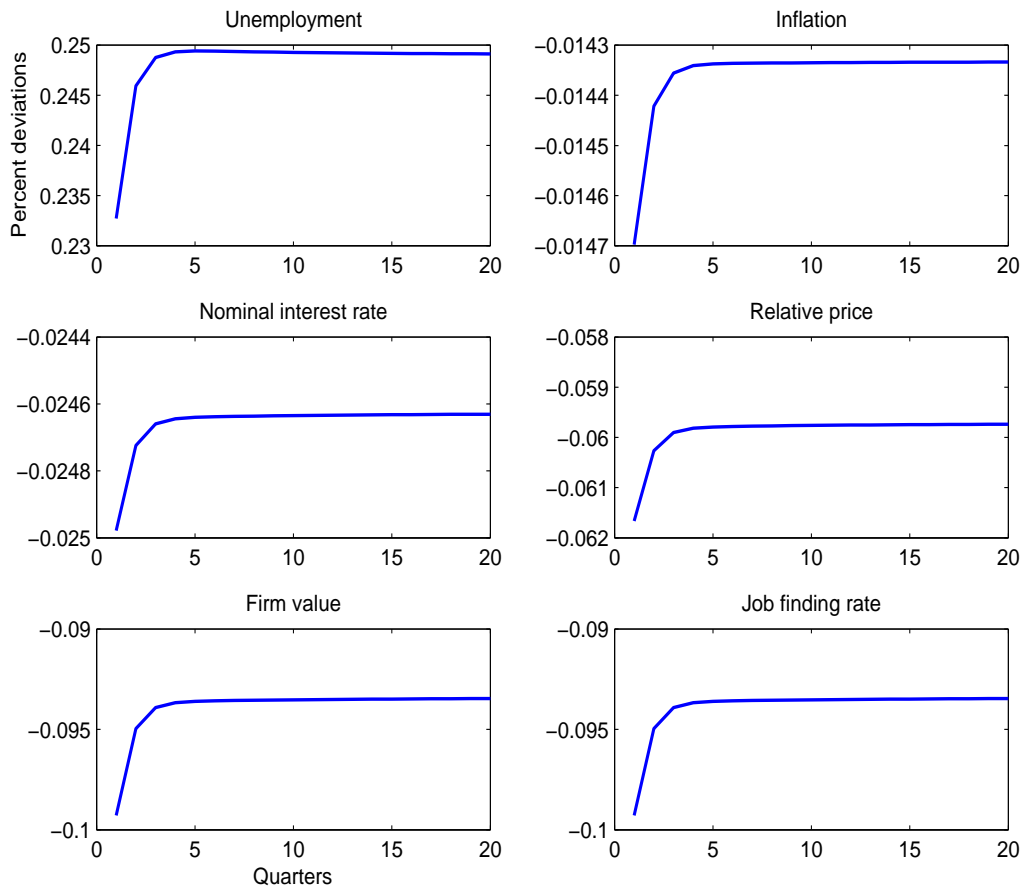 Unemployment
Inflation
Percent deviations
0.25
0.245
0.24
0.235
0.23
0 5 10 15 20
−0.0143
−0.0144
−0.0145
−0.0146
−0.0147
0 5 10 15 20
Nominal interest rate
Relative price
−0.0244
−0.0246
−0.0248
−0.025
0 5 10 15 20
−0.058
−0.059
−0.06
−0.061
−0.062
0 5 10 15 20
Firm value
Job finding rate
−0.09
−0.095
−0.1
0 5 10 15 20
Quarters
−0.09
−0.095
−0.1
0 5 10 15 20